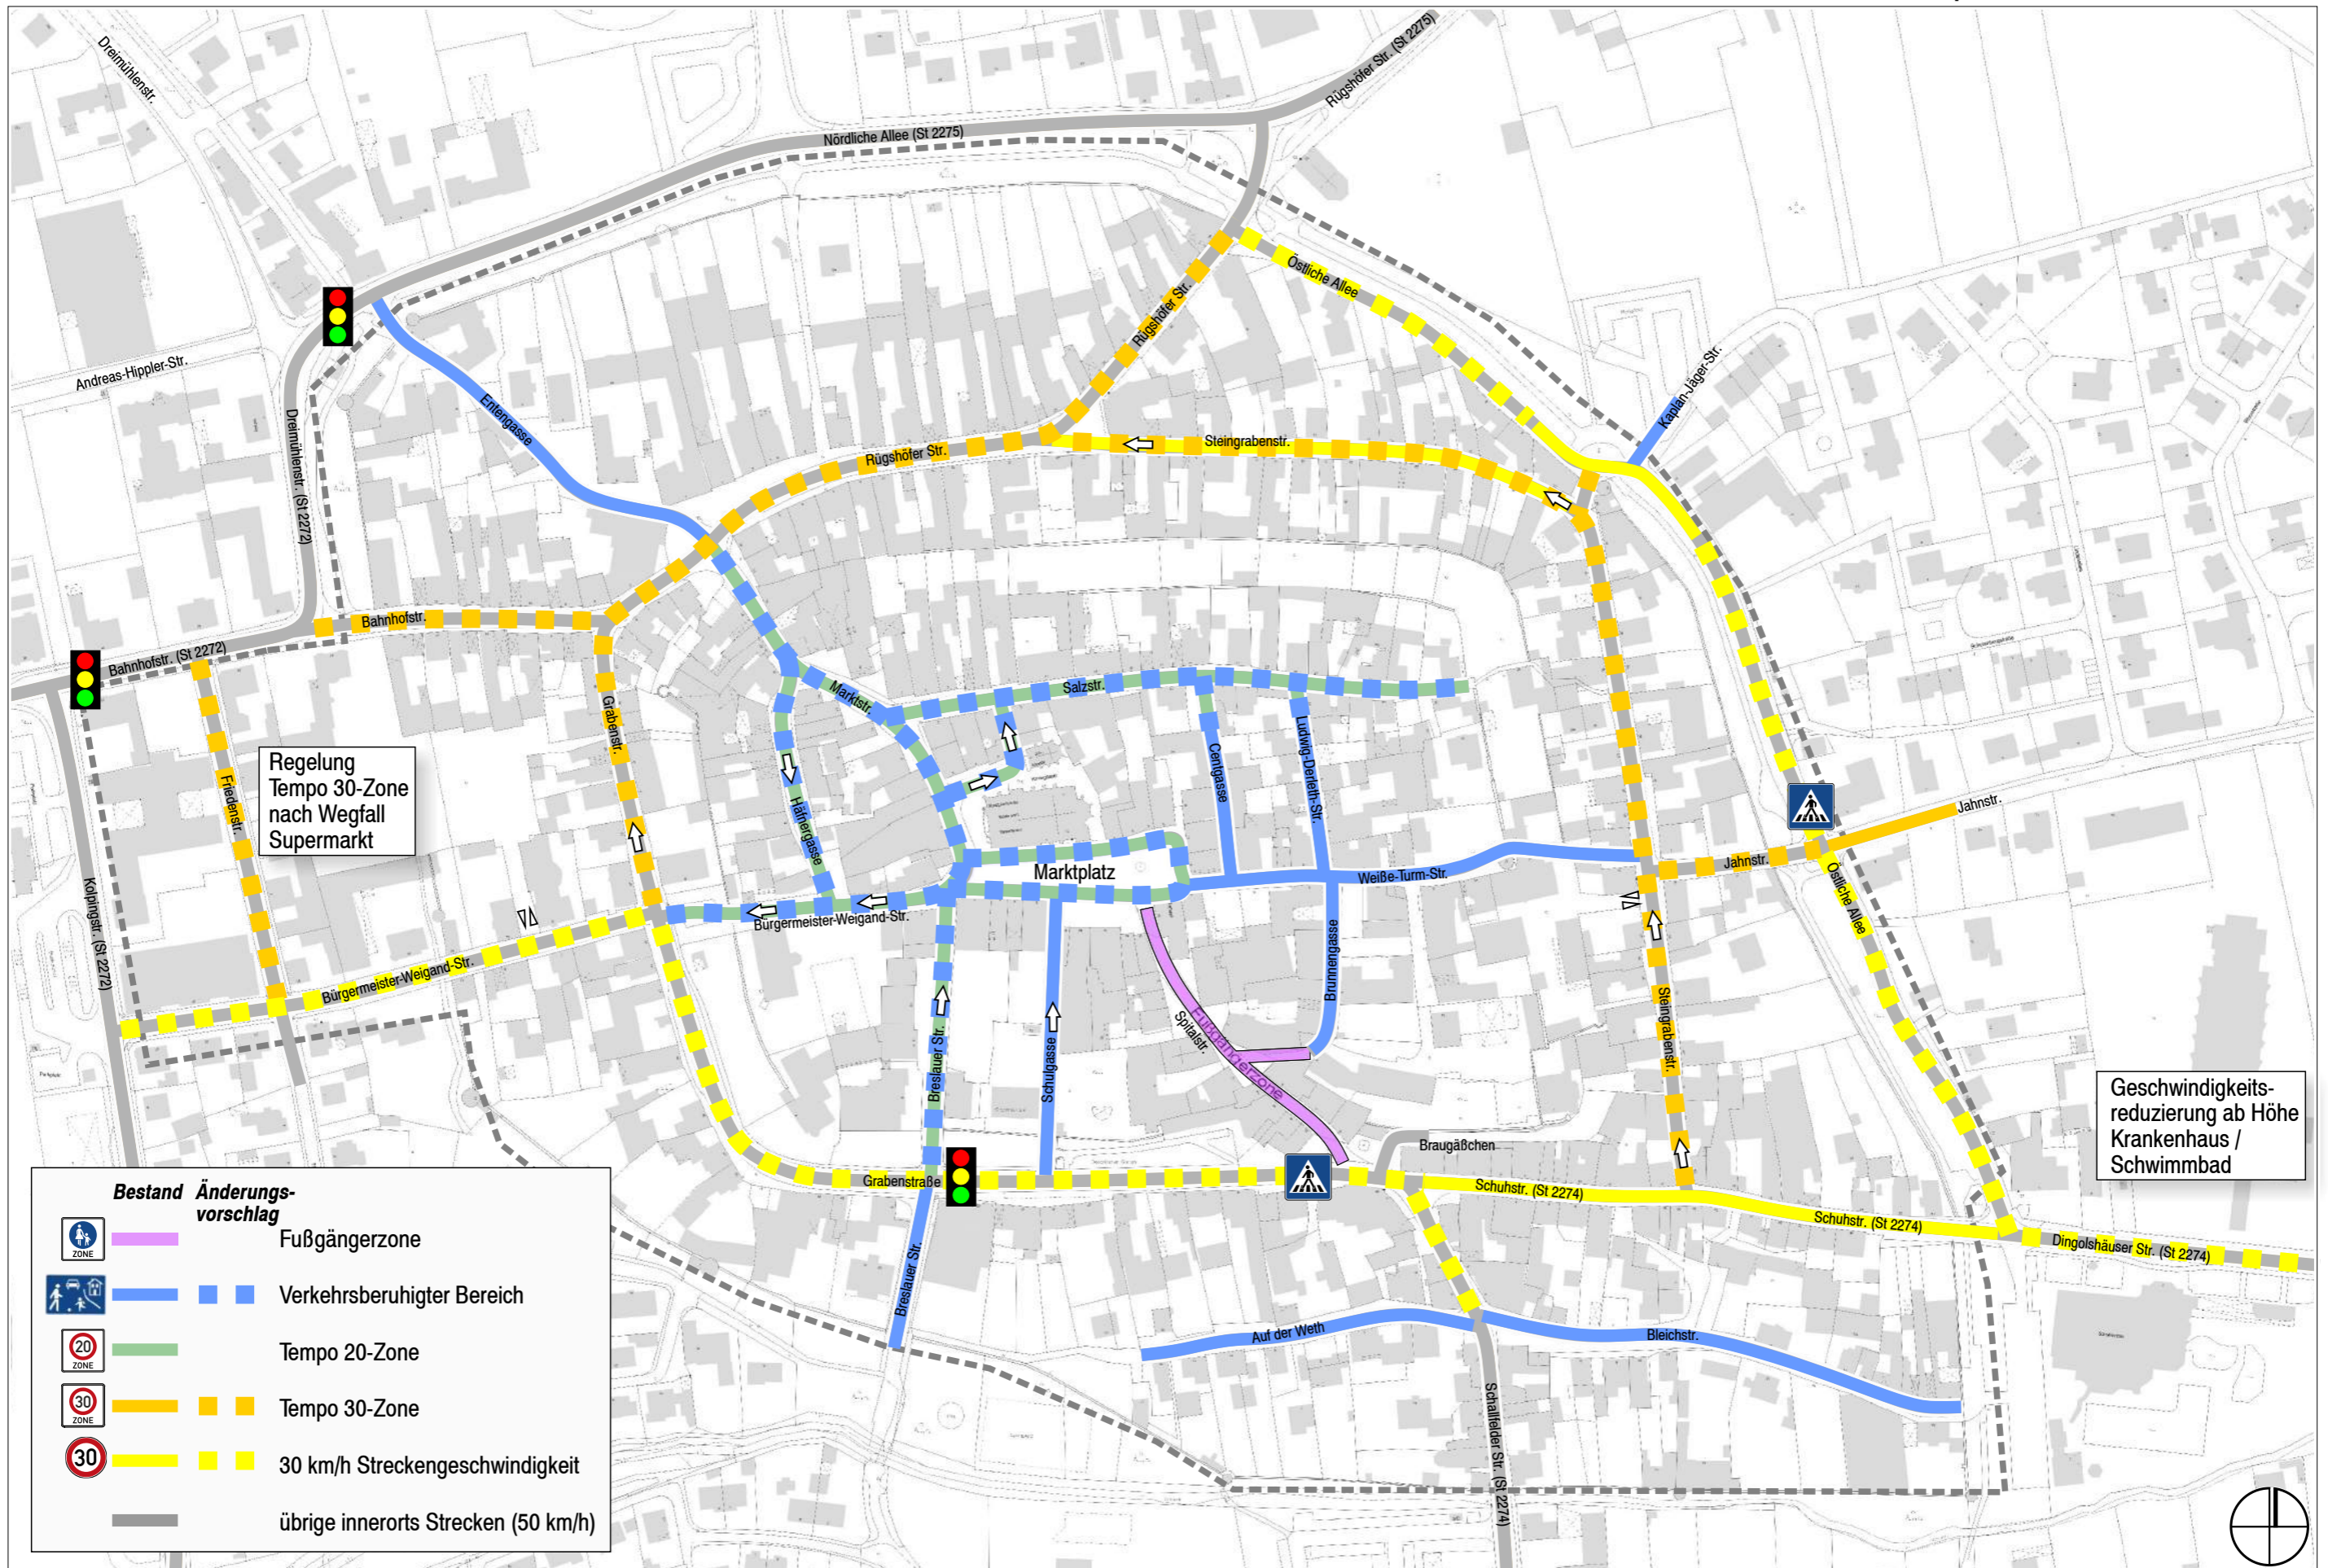 Dreimühlenstr.
Rügshöfer Str. (St 2275)
Nördliche Allee (St 2275)
Östliche Allee
Rügshöfer Str.
Andreas-Hippler-Str.
Kaplan-Jäger-Str.
Entengasse
Dreimühlenstr. (St 2272)
Steingrabenstr.
Rügshöfer Str.
Bahnhofstr.
Bahnhofstr. (St 2272)
Marktstr.
Salzstr.
Grabenstr.
Centgasse
Ludwig-Derleth-Str.
Regelung
Tempo 30-Zone
nach Wegfall
Supermarkt
Friedenstr.
Häfnergasse
Jahnstr.
Jahnstr.
Marktplatz
Weiße-Turm-Str.
Östliche Allee
Kolpingstr. (St 2272)
Bürgermeister-Weigand-Str.
Bürgermeister-Weigand-Str.
Brunnengasse
Spitalstr.
Fußgängerzone
Breslauer Str.
Schulgasse
Steingrabenstr.
Geschwindigkeits-
reduzierung ab Höhe
Krankenhaus /
Schwimmbad
Braugäßchen
Grabenstraße
Schuhstr. (St 2274)
Schuhstr. (St 2274)
Dingolshäuser Str. (St 2274)
Breslauer Str.
Auf der Weth
Bleichstr.
Schallfelder Str. (St 2274)
Bestand Änderungs-
vorschlag
ZONE
Fußgängerzone
Verkehrsberuhigter Bereich
20
ZONE
Tempo 20-Zone
30
ZONE
Tempo 30-Zone
30
30 km/h Streckengeschwindigkeit
übrige innerorts Strecken (50 km/h)